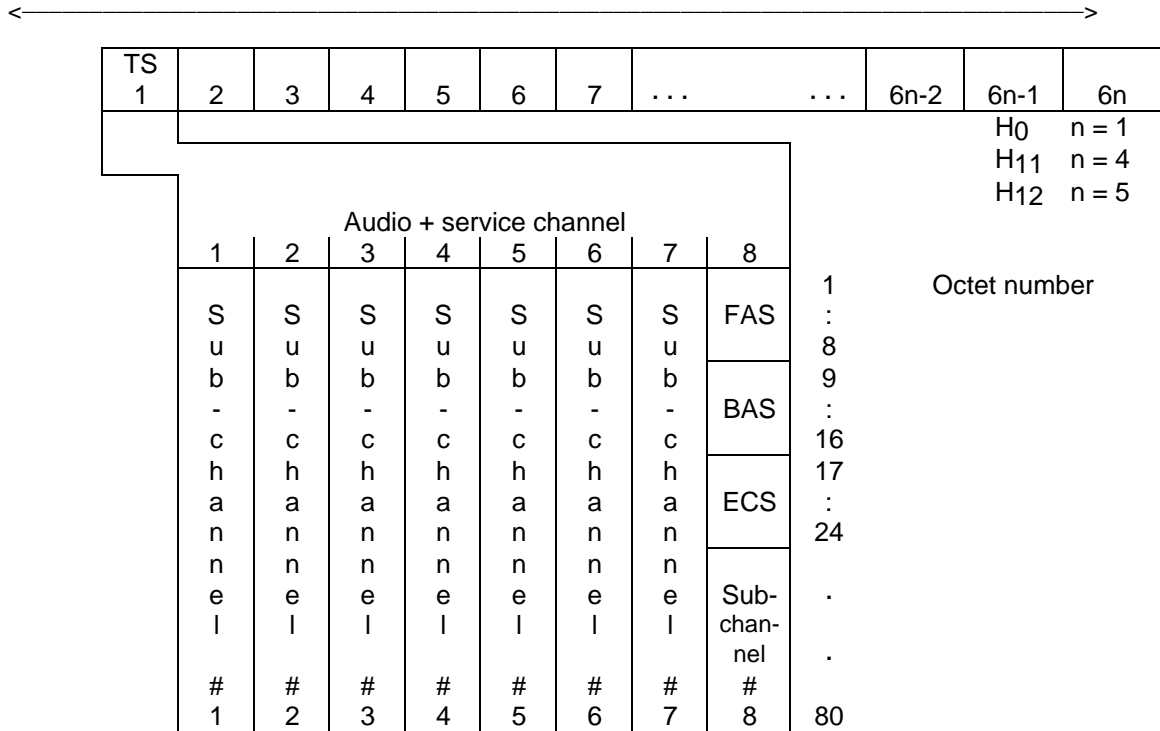 TS
1 2 3 4 5 6 7 . . . . . . 6n-2 6n-1 6n
H0 n = 1
H11 n = 4
H12 n = 5
Audio + service channel
1 2 3 4 5 6 7 8
1 Octet number
S S S S S S S FAS :
u u u u u u u 8
b b b b b b b 9
- - - - - - - BAS :
c c c c c c c 16
h h h h h h h 17
a a a a a a a ECS :
n n n n n n n 24
n n n n n n n
e e e e e e e Sub- .
l l l l l l l chan-
nel .
# # # # # # # #
1 2 3 4 5 6 7 8 80